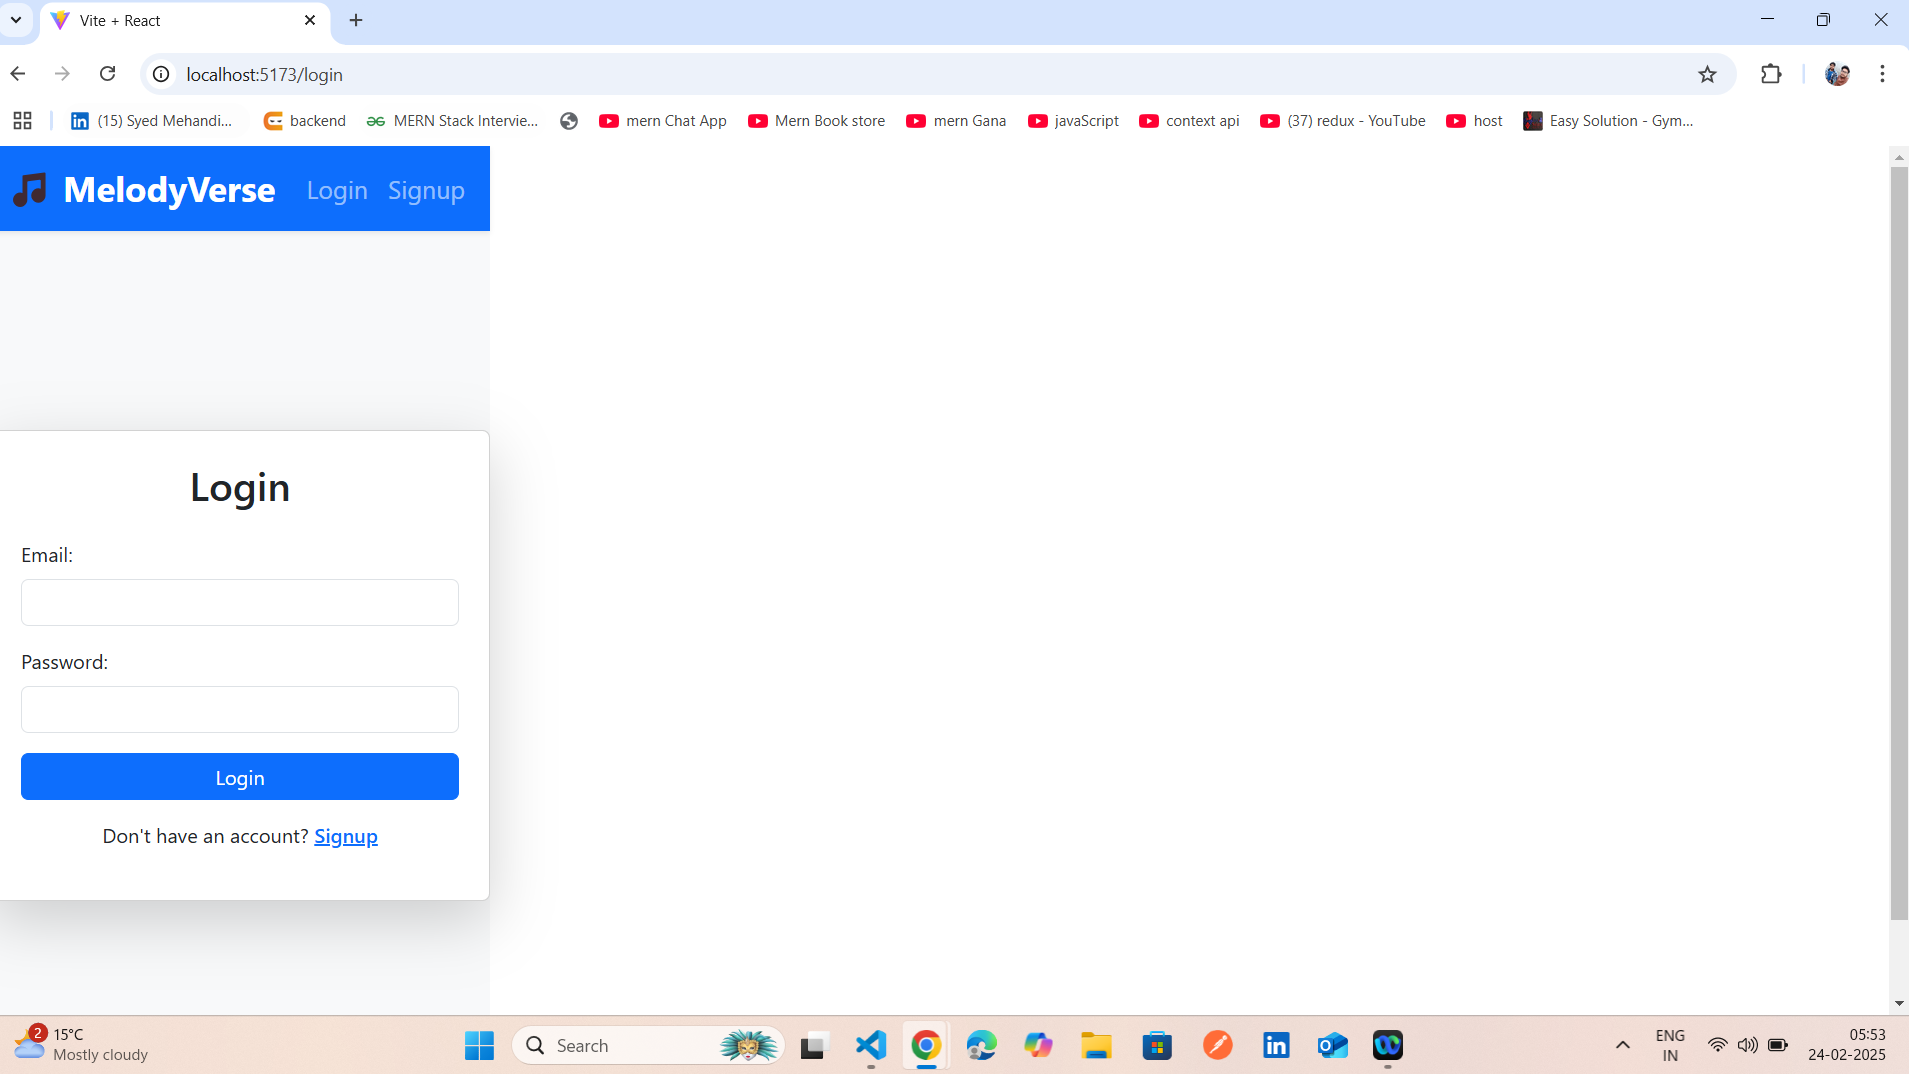 Vite + React
localhost:5173/login
(15) Syed Mehandi...
backend
MERN Stack Intervie...
mern Chat App
Mern Book store
mern Gana
javaScript
context api
(37) redux - YouTube
host
Easy Solution - Gym...
MelodyVerse
Login
Signup
Login
Email:
Password:
Login
Don't have an account? Signup
2
15°C
Mostly cloudy
Search
ENG
IN
05:53
24-02-2025